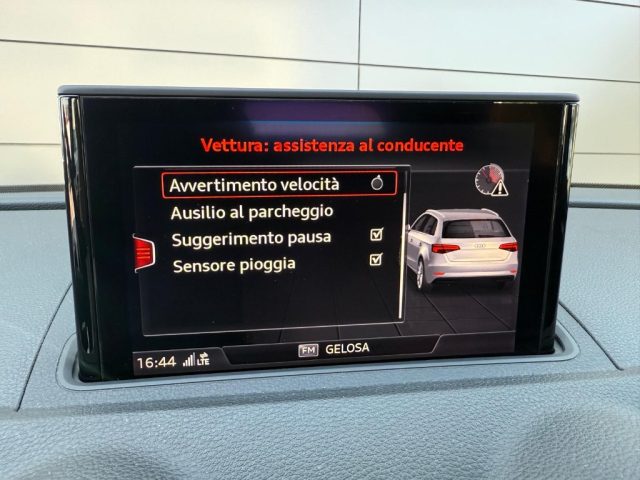 Vettura: assistenza al conducente
Avvertimento velocità
Ausilio al parcheggio
Suggerimento pausa
Sensore pioggia
16:44 LTE
FM GELOSA